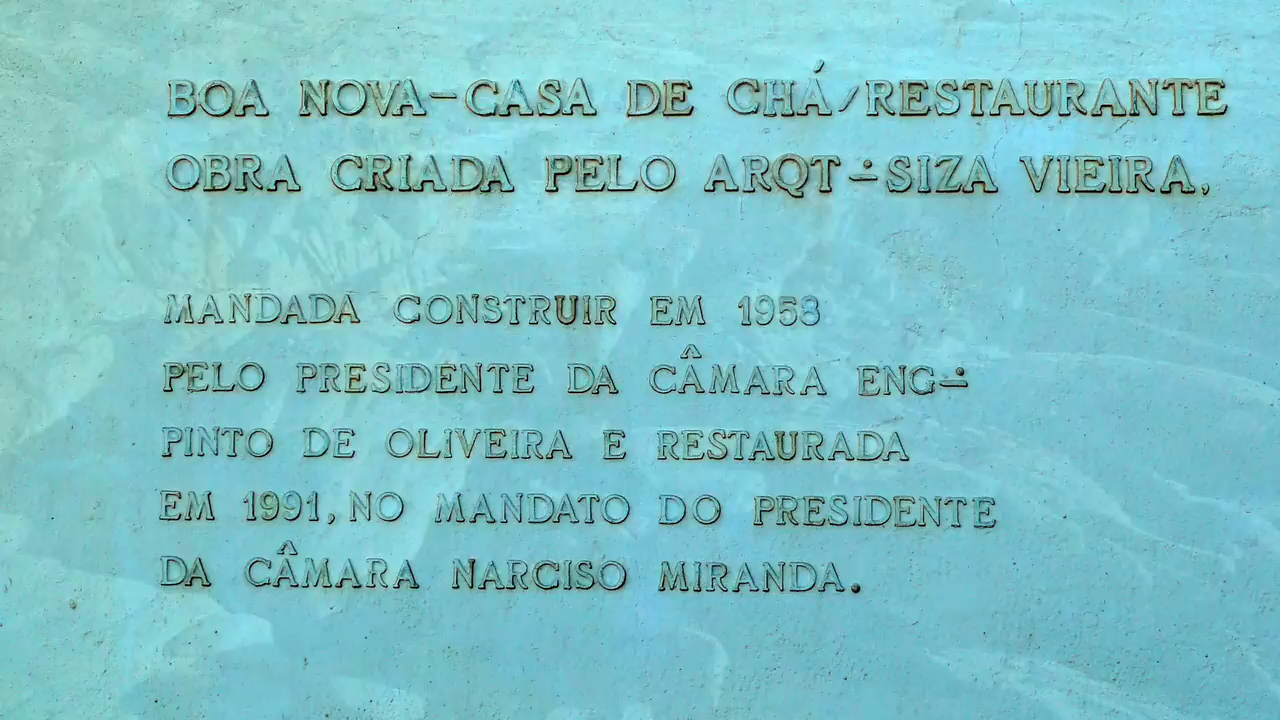 BOA NOVA-CASA DE CHÁ/RESTAURANTE
OBRA CRIADA PELO ARQT∸SIZA VIEIRA,
MANDADA CONSTRUIR EM 1958
PELO PRESIDENTE DA CÂMARA ENG∸
PINTO DE OLIVEIRA E RESTAURADA
EM 1991, NO MANDATO DO PRESIDENTE
DA CÂMARA NARCISO MIRANDA.